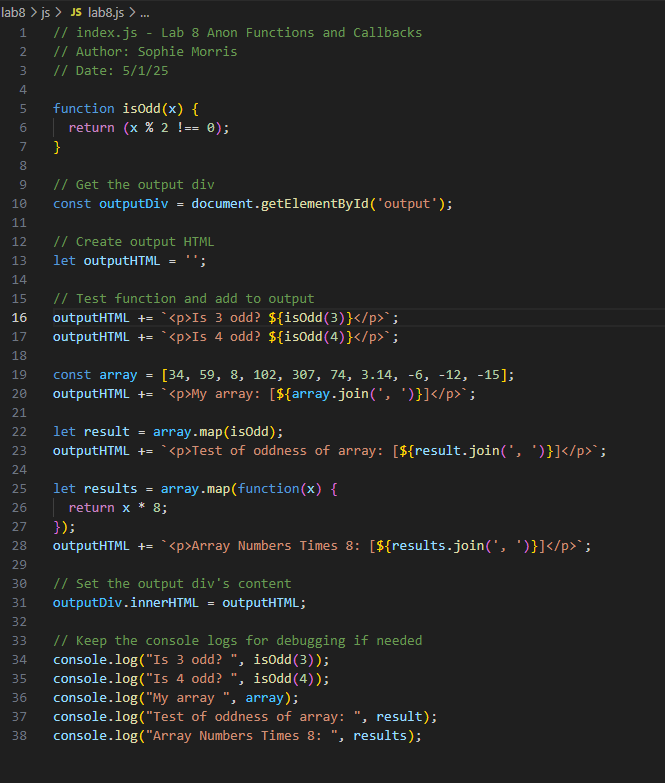 lab8 > js > JS lab8.js > ...
1 // index.js - Lab 8 Anon Functions and Callbacks
2 // Author: Sophie Morris
3 // Date: 5/1/25
4
5 function isOdd(x) {
6   return (x % 2 !== 0);
7 }
8
9 // Get the output div
10 const outputDiv = document.getElementById('output');
11
12 // Create output HTML
13 let outputHTML = '';
14
15 // Test function and add to output
16 outputHTML += `<p>Is 3 odd? ${isOdd(3)}</p>`;
17 outputHTML += `<p>Is 4 odd? ${isOdd(4)}</p>`;
18
19 const array = [34, 59, 8, 102, 307, 74, 3.14, -6, -12, -15];
20 outputHTML += `<p>My array: [${array.join(', ')}]</p>`;
21
22 let result = array.map(isOdd);
23 outputHTML += `<p>Test of oddness of array: [${result.join(', ')}]</p>`;
24
25 let results = array.map(function(x) {
26   return x * 8;
27 });
28 outputHTML += `<p>Array Numbers Times 8: [${results.join(', ')}]</p>`;
29
30 // Set the output div's content
31 outputDiv.innerHTML = outputHTML;
32
33 // Keep the console logs for debugging if needed
34 console.log("Is 3 odd? ", isOdd(3));
35 console.log("Is 4 odd? ", isOdd(4));
36 console.log("My array ", array);
37 console.log("Test of oddness of array: ", result);
38 console.log("Array Numbers Times 8: ", results);